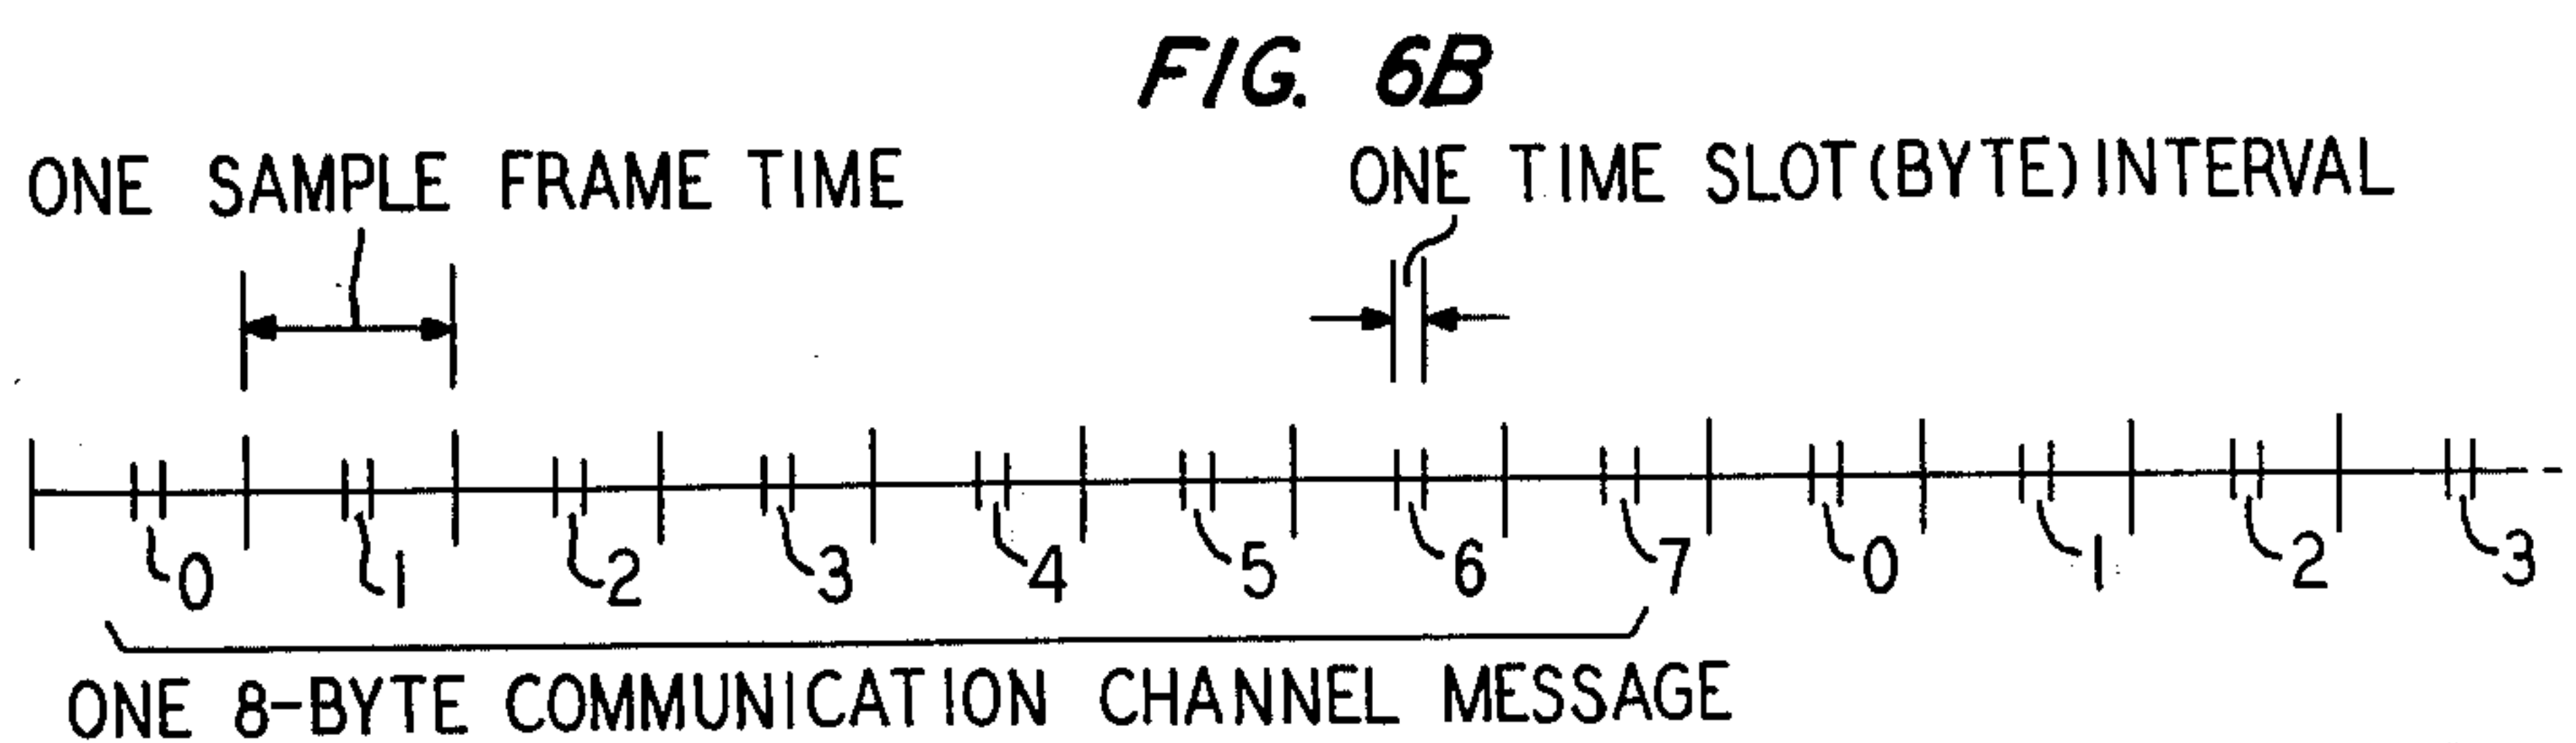 FIG. 6B
ONE SAMPLE FRAME TIME
ONE TIME SLOT(BYTE)INTERVAL
0 1 2 3 4 5 6 7 0 1 2 3
ONE 8-BYTE COMMUNICATION CHANNEL MESSAGE